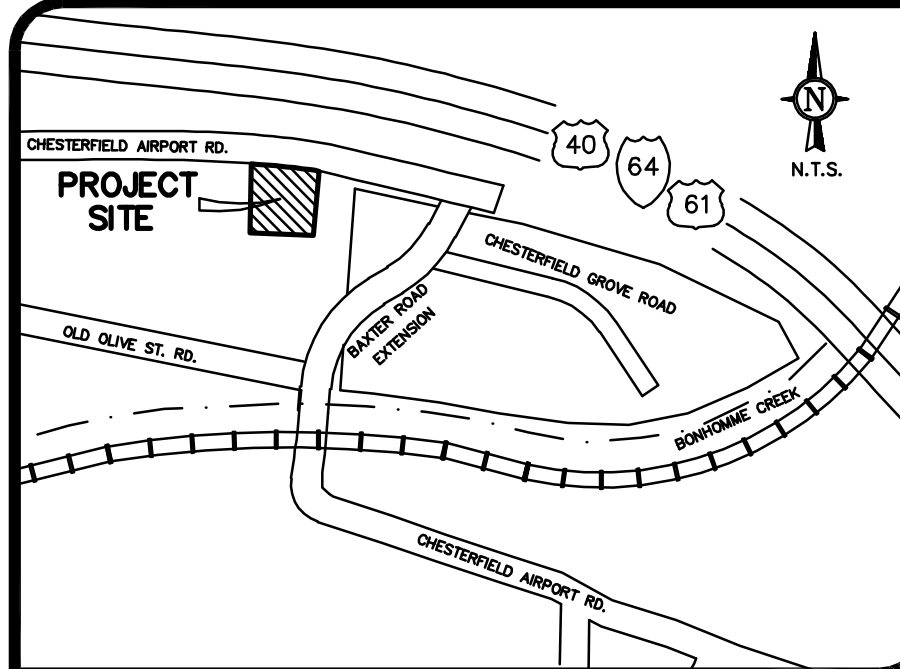 CHESTERFIELD AIRPORT RD.
PROJECT
SITE
40
64
61
N
N.T.S.
CHESTERFIELD GROVE ROAD
BAXTER ROAD
EXTENSION
OLD OLIVE ST. RD.
BONHOMME CREEK
CHESTERFIELD AIRPORT RD.